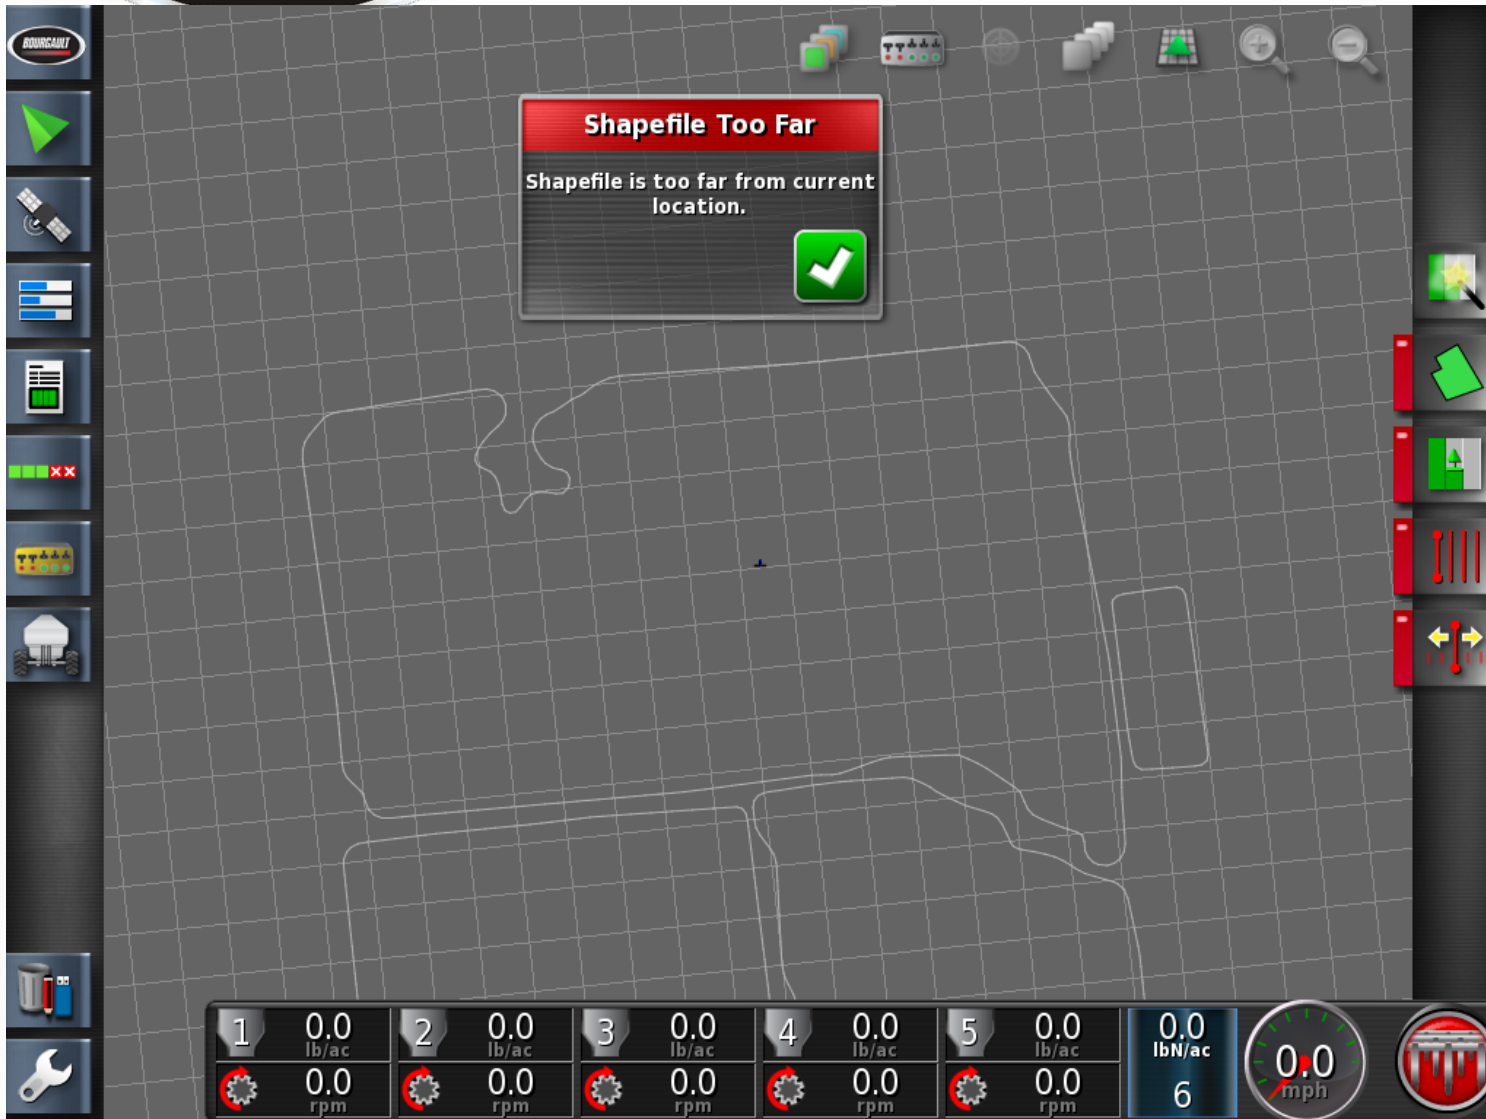 BOURGAULT
Shapefile Too Far
Shapefile is too far from current
location.
1 0.0 lb/ac 2 0.0 lb/ac 3 0.0 lb/ac 4 0.0 lb/ac 5 0.0 lb/ac 0.0 lbN/ac
0.0 rpm 0.0 rpm 0.0 rpm 0.0 rpm 0.0 rpm 6 0.0 mph